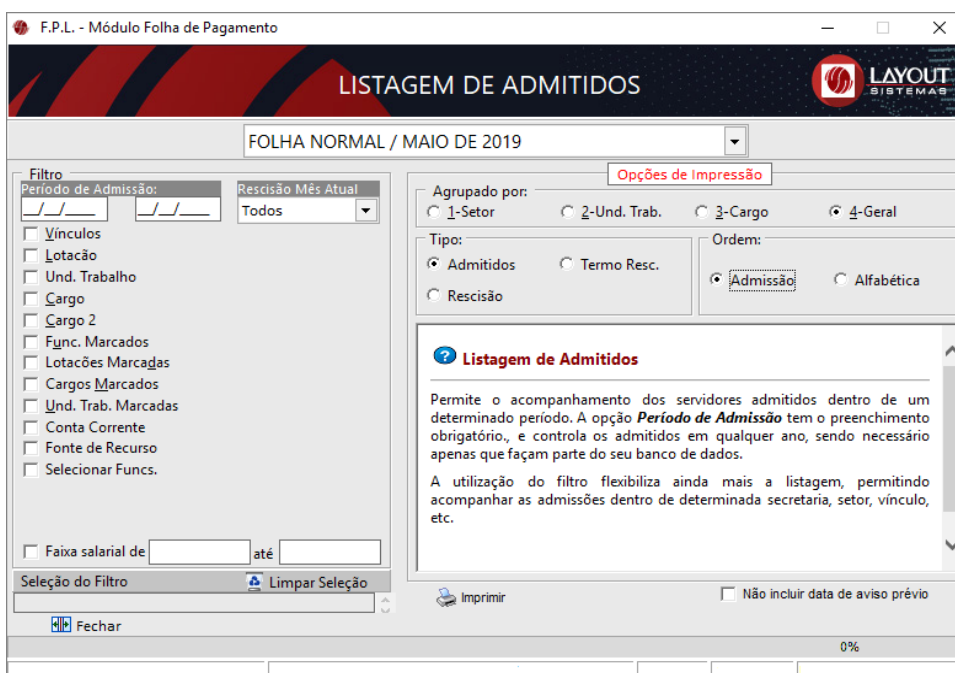 F.P.L. - Módulo Folha de Pagamento
LISTAGEM DE ADMITIDOS
LAYOUT
SISTEMAS
FOLHA NORMAL / MAIO DE 2019
Filtro
Período de Admissão:
Rescisão Mês Atual
__/__/____
__/__/____
Todos
Vínculos
Lotacão
Und. Trabalho
Cargo
Cargo 2
Func. Marcados
Lotacões Marcadas
Cargos Marcados
Und. Trab. Marcadas
Conta Corrente
Fonte de Recurso
Selecionar Funcs.
Faixa salarial de
até
Seleção do Filtro
Limpar Seleção
Fechar
Opções de Impressão
Agrupado por:
1-Setor
2-Und. Trab.
3-Cargo
4-Geral
Tipo:
Admitidos
Termo Resc.
Rescisão
Ordem:
Admissão
Alfabética
Listagem de Admitidos
Permite o acompanhamento dos servidores admitidos dentro de um
determinado período. A opção Período de Admissão tem o preenchimento
obrigatório., e controla os admitidos em qualquer ano, sendo necessário
apenas que façam parte do seu banco de dados.
A utilização do filtro flexibiliza ainda mais a listagem, permitindo
acompanhar as admissões dentro de determinada secretaria, setor, vínculo,
etc.
Imprimir
Não incluir data de aviso prévio
0%